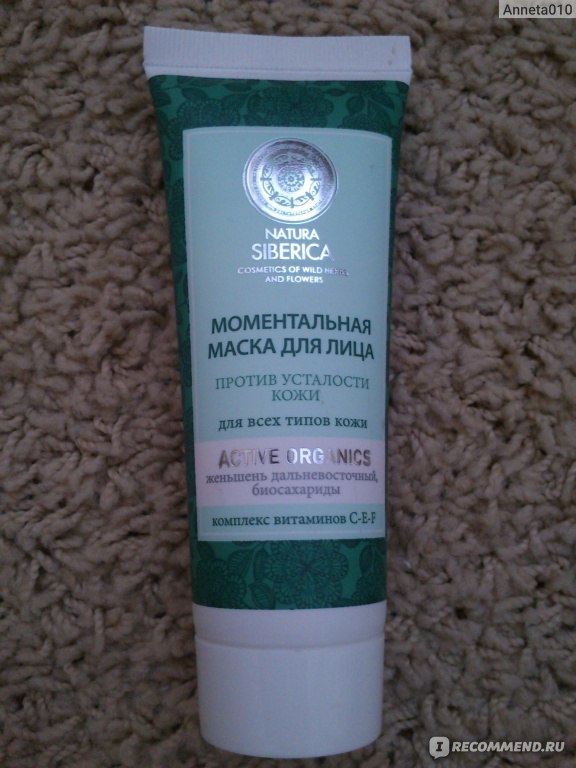 Anneta010
NATURA
SIBERICA
COSMETICS OF WILD HERBS
AND FLOWERS
МОМЕНТАЛЬНАЯ
МАСКА ДЛЯ ЛИЦА
ПРОТИВ УСТАЛОСТИ
КОЖИ
для всех типов кожи
ACTIVE ORGANICS
женьшень дальневосточный,
биосахариды
комплекс витаминов C-E-F
IRECOMMEND.RU